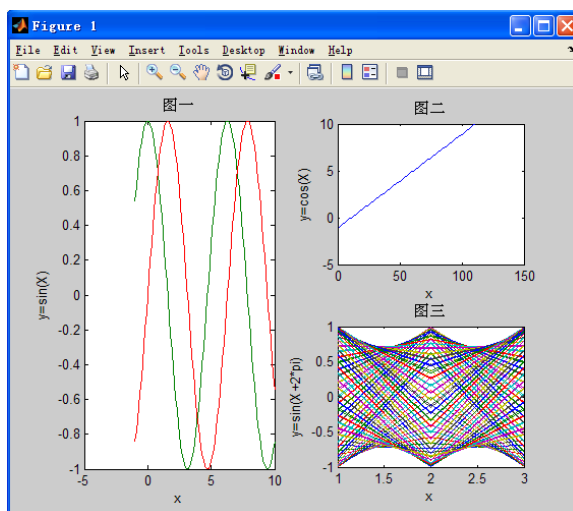 Figure 1
File Edit View Insert Tools Desktop Window Help
图一
1
0.8
0.6
0.4
0.2
0
-0.2
-0.4
-0.6
-0.8
-1
-5 0 5 10
y=sin(X)
x
图二
10
5
0
-5
0 50 100 150
y=cos(X)
x
图三
1
0.5
0
-0.5
-1
1 1.5 2 2.5 3
y=sin(X+2*pi)
x